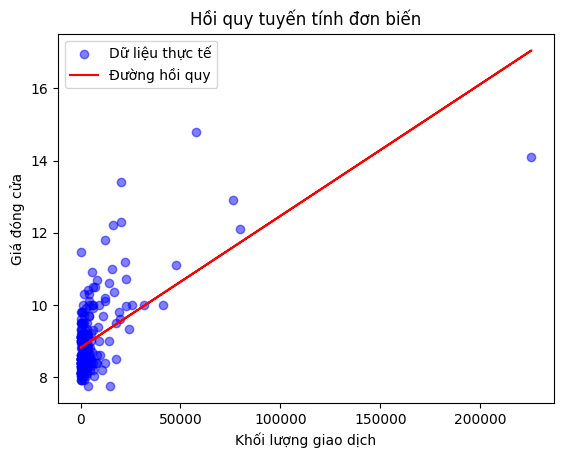 Hồi quy tuyến tính đơn biến
Dữ liệu thực tế
Đường hồi quy
Giá đóng cửa
16
14
12
10
8
0
50000
100000
150000
200000
Khối lượng giao dịch